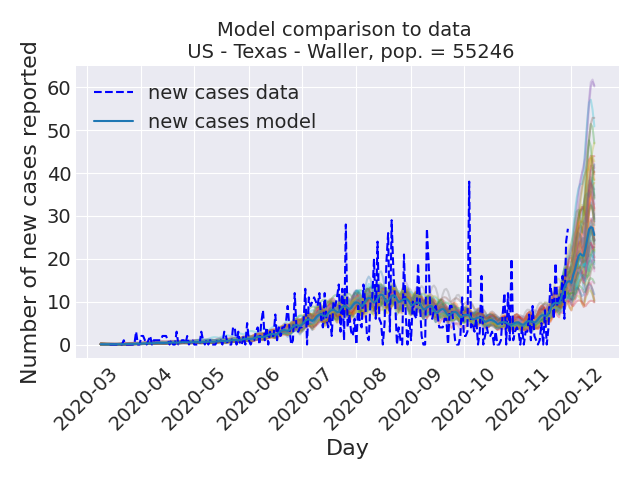 Model comparison to data
US - Texas - Waller, pop. = 55246
Number of new cases reported
60
50
40
30
20
10
0
new cases data
new cases model
2020-03
2020-04
2020-05
2020-06
2020-07
2020-08
2020-09
2020-10
2020-11
2020-12
Day